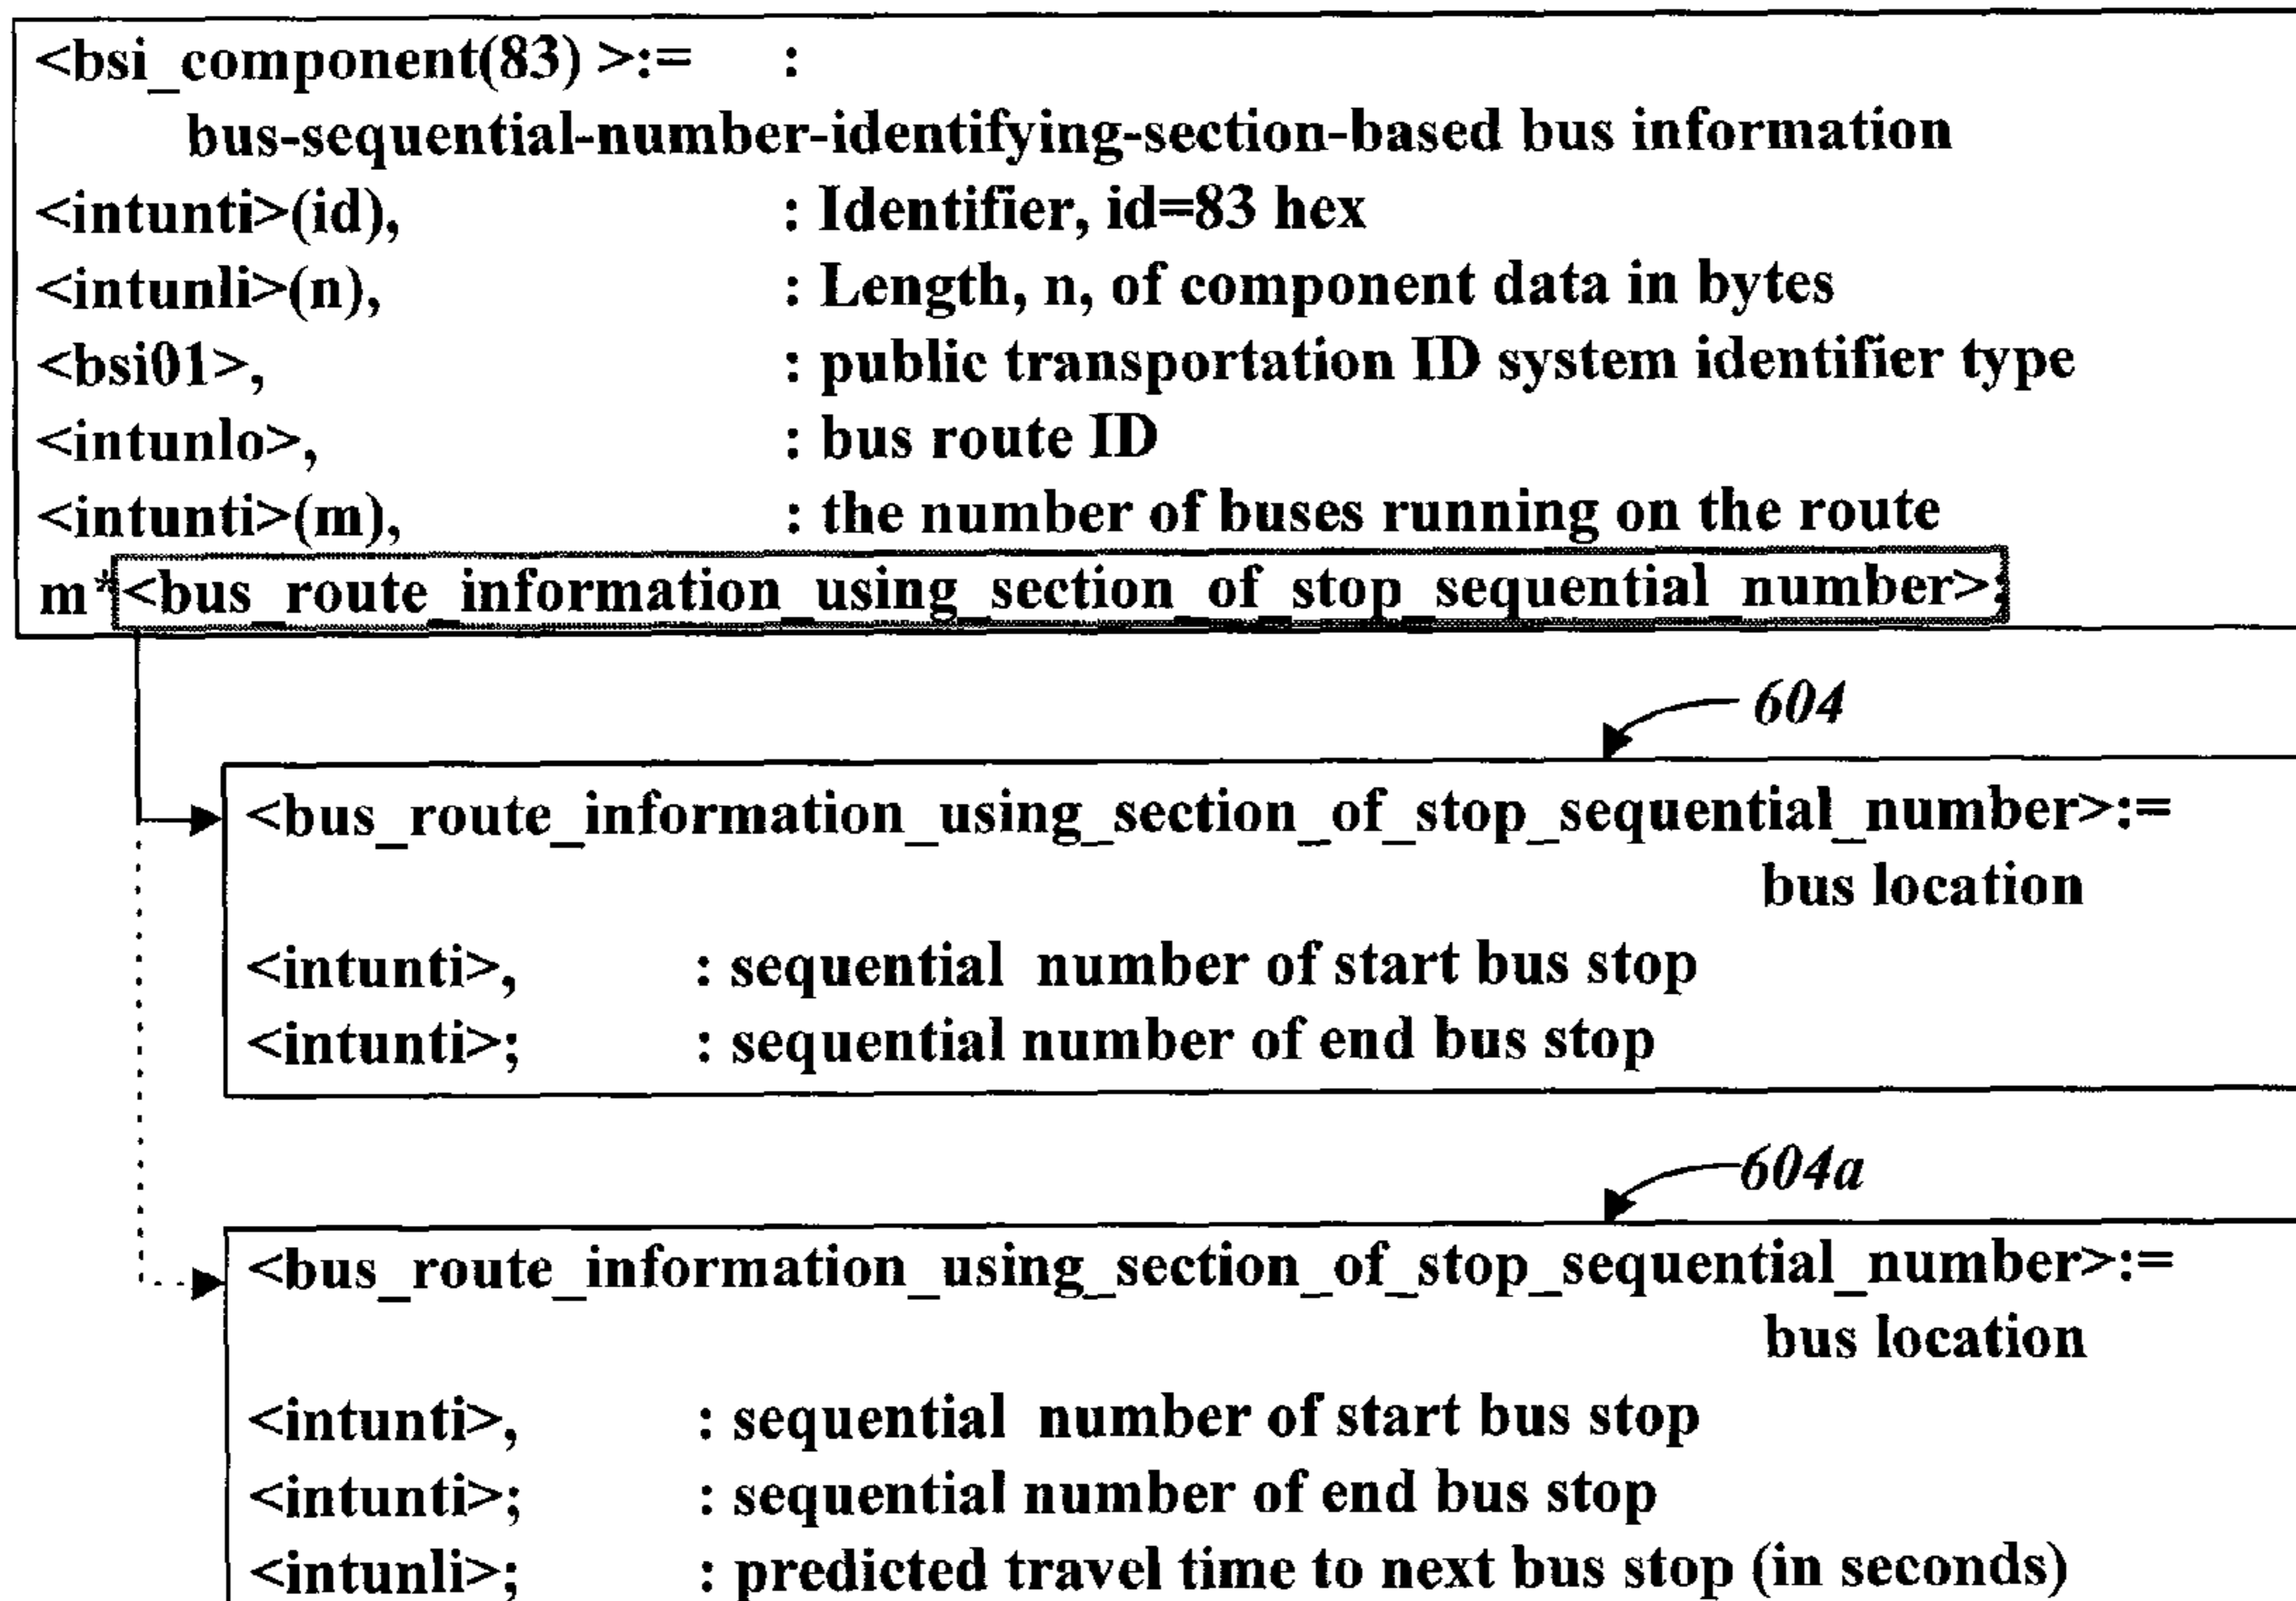 <bsi_component(83) >:= :
bus-sequential-number-identifying-section-based bus information
<intunti>(id), : Identifier, id=83 hex
<intunli>(n), : Length, n, of component data in bytes
<bsi01>, : public transportation ID system identifier type
<intunlo>, : bus route ID
<intunti>(m), : the number of buses running on the route
m*<bus_route_information_using_section_of_stop_sequential_number>;
604
<bus_route_information_using_section_of_stop_sequential_number>:=
bus location
<intunti>, : sequential number of start bus stop
<intunti>; : sequential number of end bus stop
604a
<bus_route_information_using_section_of_stop_sequential_number>:=
bus location
<intunti>, : sequential number of start bus stop
<intunti>; : sequential number of end bus stop
<intunli>; : predicted travel time to next bus stop (in seconds)